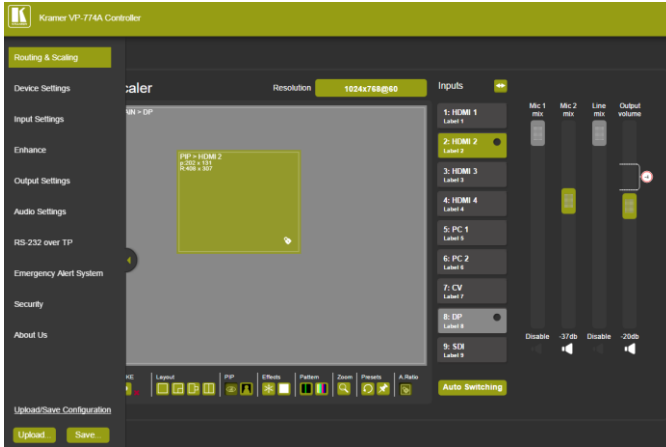 KRAMER
Kramer VP-774A Controller
Routing & Scaling
Device Settings
Input Settings
Enhance
Output Settings
Audio Settings
RS-232 over TP
Emergency Alert System
Security
About Us
Upload/Save Configuration
Upload... Save...
caler
Resolution 1024x768@60
AIN > DP
PIP > HDMI 2
p:202 x 131
R:406 x 307
KE Layout PIP Effects Pattern Zoom Presets A.Ratio
Inputs
1: HDMI 1
Label 1
2: HDMI 2
Label 2
3: HDMI 3
Label 3
4: HDMI 4
Label 4
5: PC 1
Label 5
6: PC 2
Label 6
7: CV
Label 7
8: DP
Label 8
9: SDI
Label 9
Auto Switching
Mic 1 mix
Mic 2 mix
Line mix
Output volume
Disable -37db Disable -20db